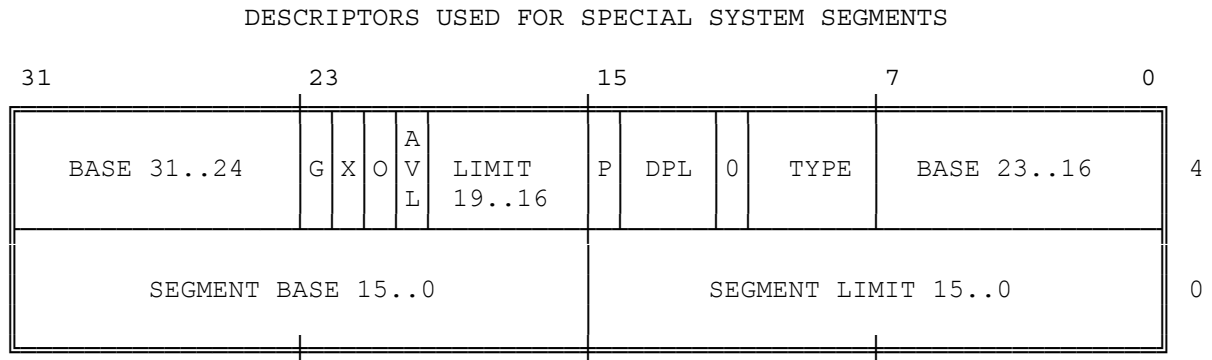 DESCRIPTORS USED FOR SPECIAL SYSTEM SEGMENTS
31 23 15 7 0
A
BASE 31..24 G X O V LIMIT P DPL 0 TYPE BASE 23..16 4
L 19..16
SEGMENT BASE 15..0 SEGMENT LIMIT 15..0 0